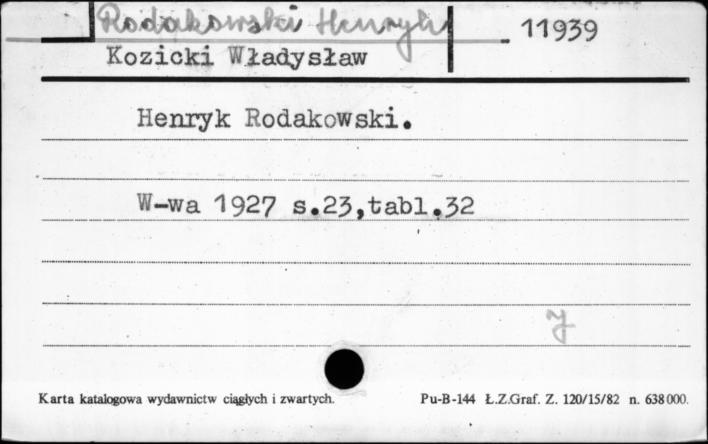 Rodakowski Henryk
11939
Kozicki Władysław
Henryk Rodakowski.
W-wa 1927 s.23,tabl.32
J
Karta katalogowa wydawnictw ciągłych i zwartych. Pu-B-144 Ł.Z.Graf. Z. 120/15/82 n. 638000.